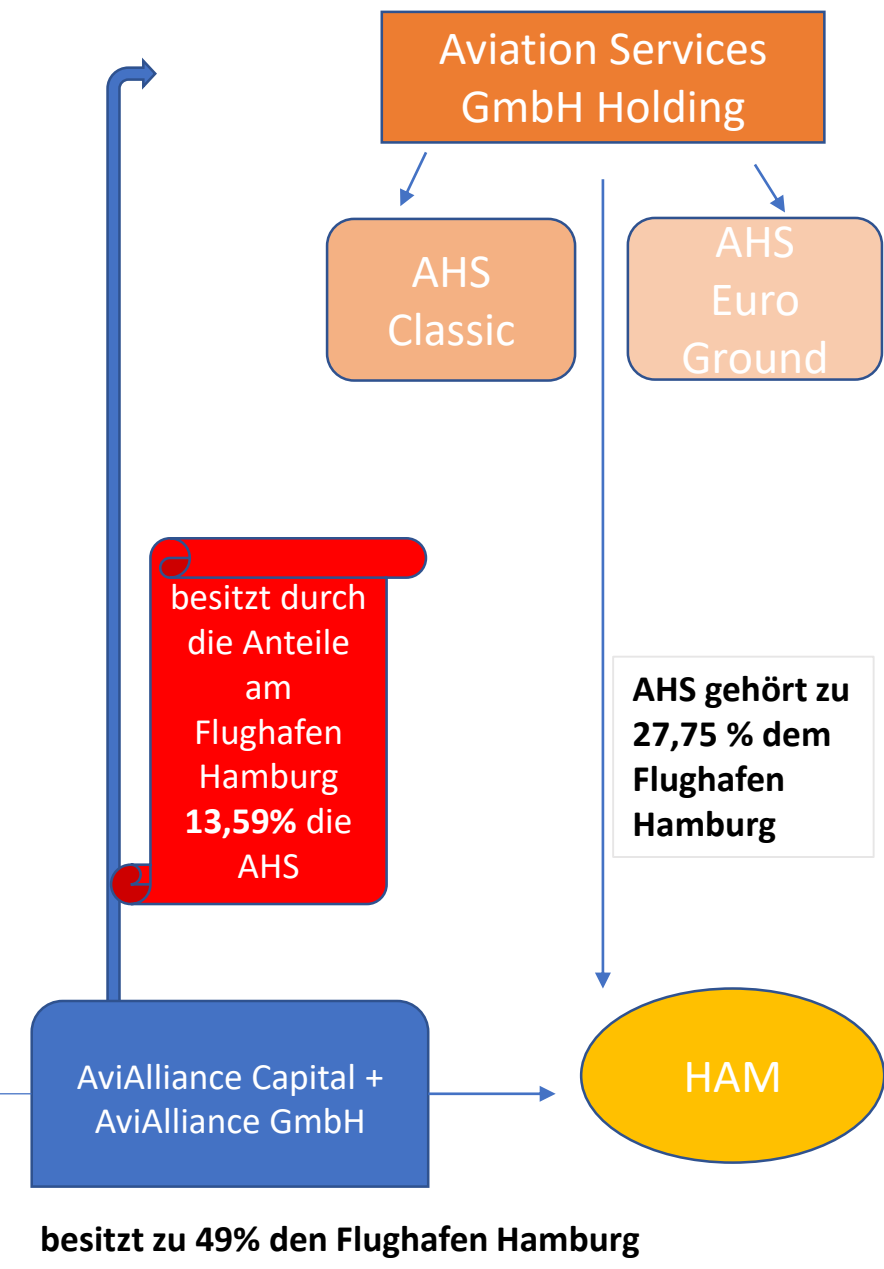 Aviation Services
GmbH Holding
AHS
Classic
AHS
Euro
Ground
besitzt durch
die Anteile
am
Flughafen
Hamburg
13,59% die
AHS
AHS gehört zu
27,75 % dem
Flughafen
Hamburg
AviAlliance Capital +
AviAlliance GmbH
HAM
besitzt zu 49% den Flughafen Hamburg